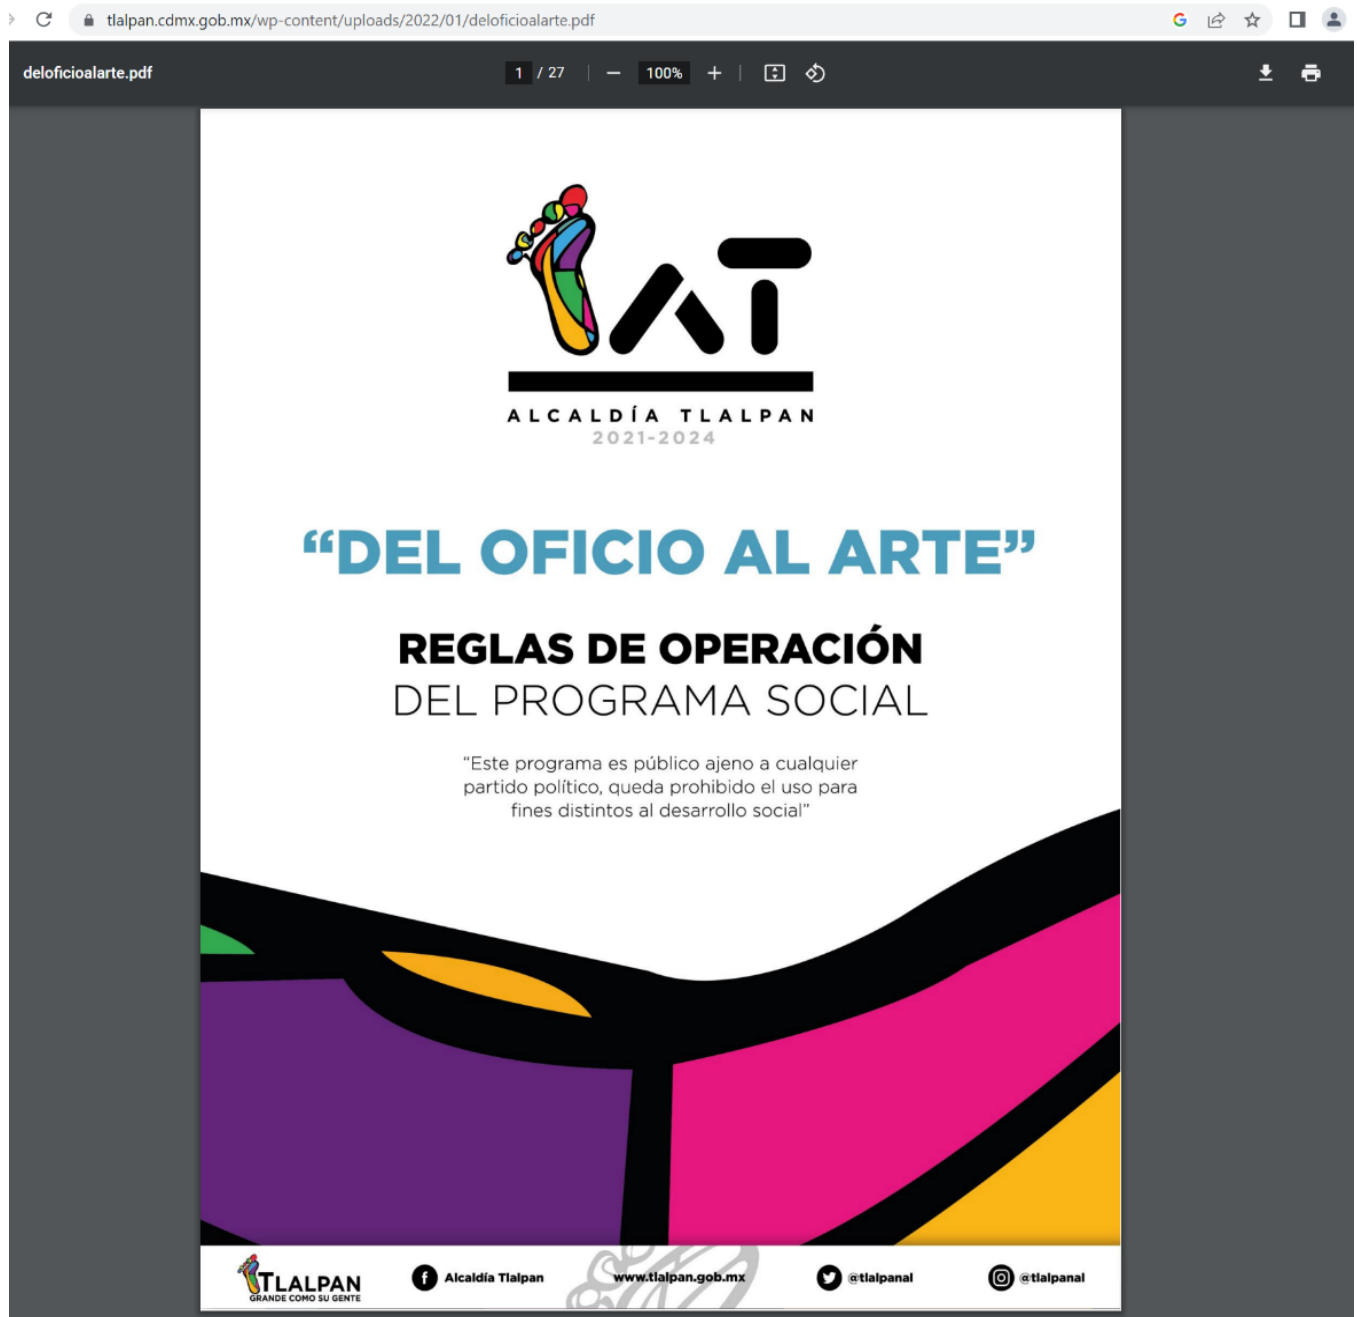 tlalpan.cdmx.gob.mx/wp-content/uploads/2022/01/deloficioalarte.pdf
deloficioalarte.pdf
1 / 27
100%
AT
ALCALDÍA TLALPAN
2021-2024
“DEL OFICIO AL ARTE”
REGLAS DE OPERACIÓN
DEL PROGRAMA SOCIAL
“Este programa es público ajeno a cualquier
partido político, queda prohibido el uso para
fines distintos al desarrollo social”
TLALPAN
GRANDE COMO SU GENTE
Alcaldía Tlalpan
www.tlalpan.gob.mx
@tlalpanal
@tlalpanal